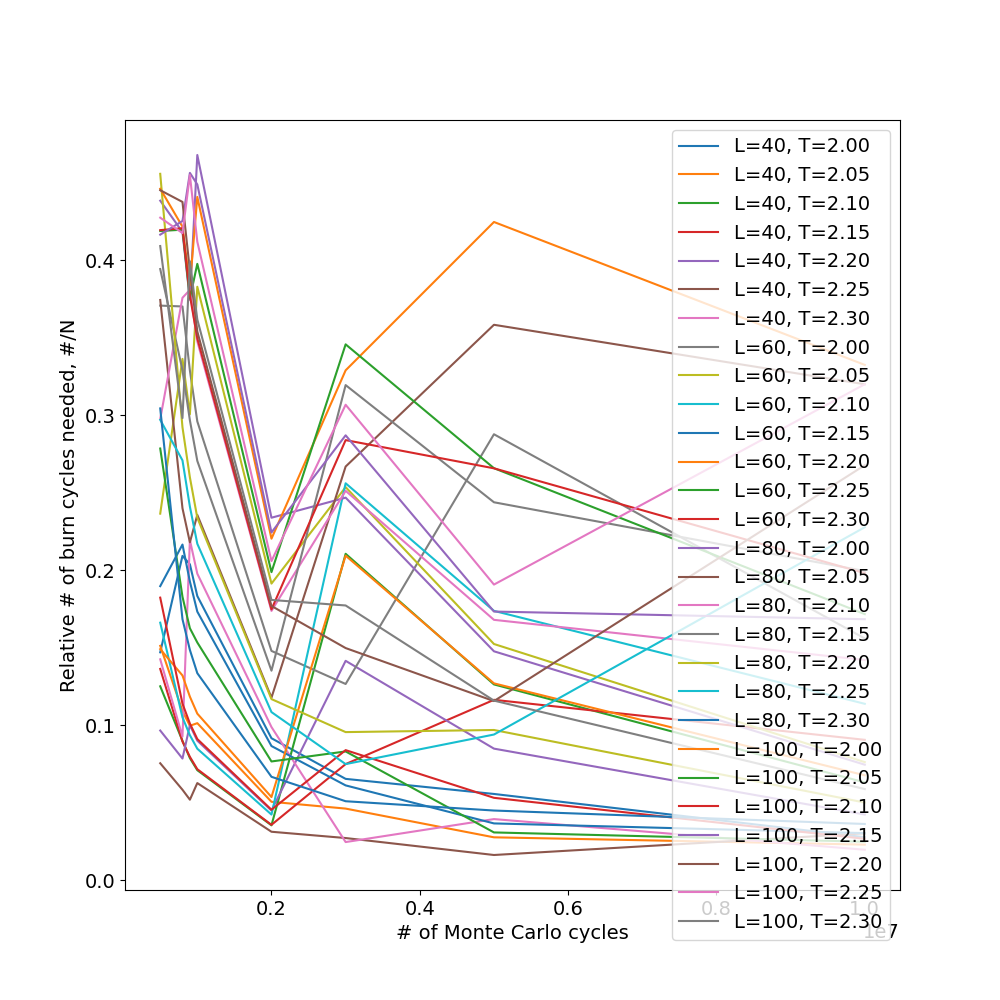 Relative # of burn cycles needed, #/N
0.4
0.3
0.2
0.1
0.0
L=40, T=2.00
L=40, T=2.05
L=40, T=2.10
L=40, T=2.15
L=40, T=2.20
L=40, T=2.25
L=40, T=2.30
L=60, T=2.00
L=60, T=2.05
L=60, T=2.10
L=60, T=2.15
L=60, T=2.20
L=60, T=2.25
L=60, T=2.30
L=80, T=2.00
L=80, T=2.05
L=80, T=2.10
L=80, T=2.15
L=80, T=2.20
L=80, T=2.25
L=80, T=2.30
L=100, T=2.00
L=100, T=2.05
L=100, T=2.10
L=100, T=2.15
L=100, T=2.20
L=100, T=2.25
L=100, T=2.30
0.2 0.4 0.6 0.8 1.0
1e7
# of Monte Carlo cycles